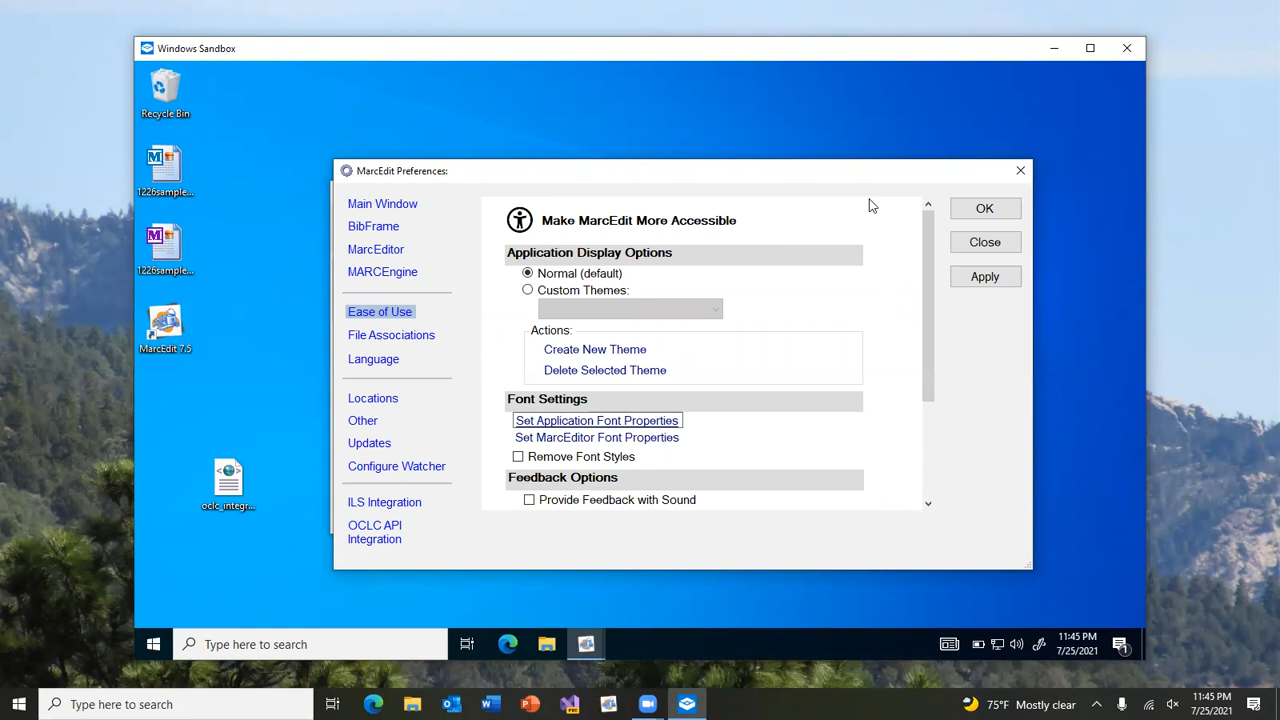 Windows Sandbox
Recycle Bin
1226sample...
1226sample...
MarcEdit 7.5
oclc_integr...
MarcEdit Preferences:
Main Window
BibFrame
MarcEditor
MARCEngine
Ease of Use
File Associations
Language
Locations
Other
Updates
Configure Watcher
ILS Integration
OCLC API
Integration
Make MarcEdit More Accessible
Application Display Options
Normal (default)
Custom Themes:
Actions:
Create New Theme
Delete Selected Theme
Font Settings
Set Application Font Properties
Set MarcEditor Font Properties
Remove Font Styles
Feedback Options
Provide Feedback with Sound
OK
Close
Apply
Type here to search
11:45 PM
7/25/2021
1
Type here to search
75°F Mostly clear
11:45 PM
7/25/2021